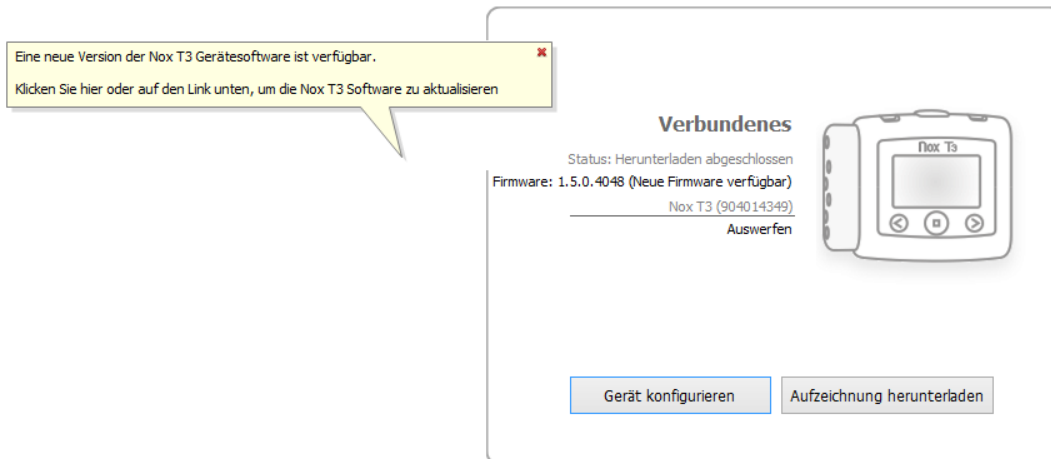 Eine neue Version der Nox T3 Gerätesoftware ist verfügbar.
Klicken Sie hier oder auf den Link unten, um die Nox T3 Software zu aktualisieren
Verbundenes
Status: Herunterladen abgeschlossen
Firmware: 1.5.0.4048 (Neue Firmware verfügbar)
Nox T3 (904014349)
Auswerfen
Nox T3
Gerät konfigurieren
Aufzeichnung herunterladen